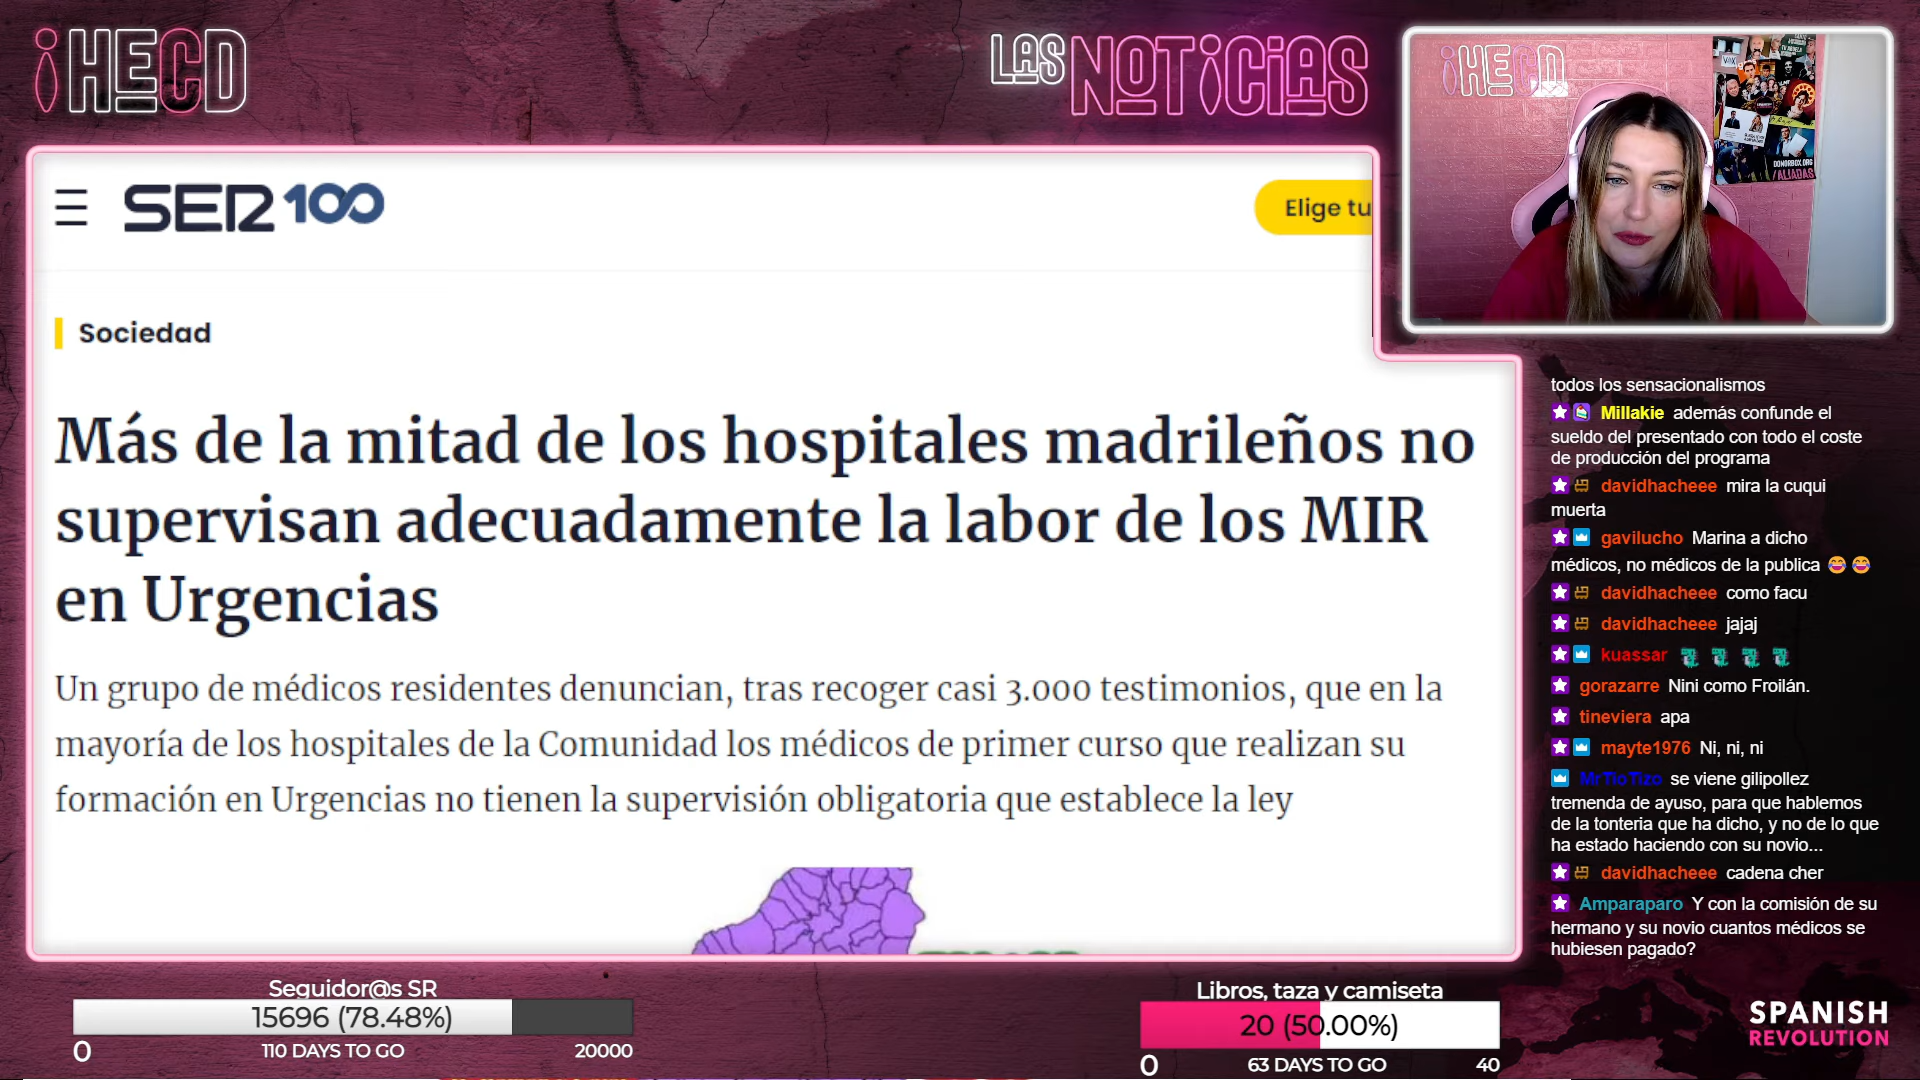 ¡HECD
LAS NOTICIAS
¡HECD
VOX
DONORBOX.ORG
/ALIADAS
SER 100
Elige tu
Sociedad
Más de la mitad de los hospitales madrileños no
supervisan adecuadamente la labor de los MIR
en Urgencias
Un grupo de médicos residentes denuncian, tras recoger casi 3.000 testimonios, que en la
mayoría de los hospitales de la Comunidad los médicos de primer curso que realizan su
formación en Urgencias no tienen la supervisión obligatoria que establece la ley
todos los sensacionalismos
Millakie además confunde el
sueldo del presentado con todo el coste
de producción del programa
davidhacheee mira la cuqui
muerta
gavilucho Marina a dicho
médicos, no médicos de la publica 😂 😂
davidhacheee como facu
davidhacheee jajaj
kuassar
gorazarre Nini como Froilán.
tineviera apa
mayte1976 Ni, ni, ni
MrTioTizo se viene gilipollez
tremenda de ayuso, para que hablemos
de la tonteria que ha dicho, y no de lo que
ha estado haciendo con su novio...
davidhacheee cadena cher
Amparaparo Y con la comisión de su
hermano y su novio cuantos médicos se
hubiesen pagado?
Seguidor@s SR
15696 (78.48%)
0 110 DAYS TO GO 20000
Libros, taza y camiseta
20 (50.00%)
0 63 DAYS TO GO 40
SPANISH
REVOLUTION